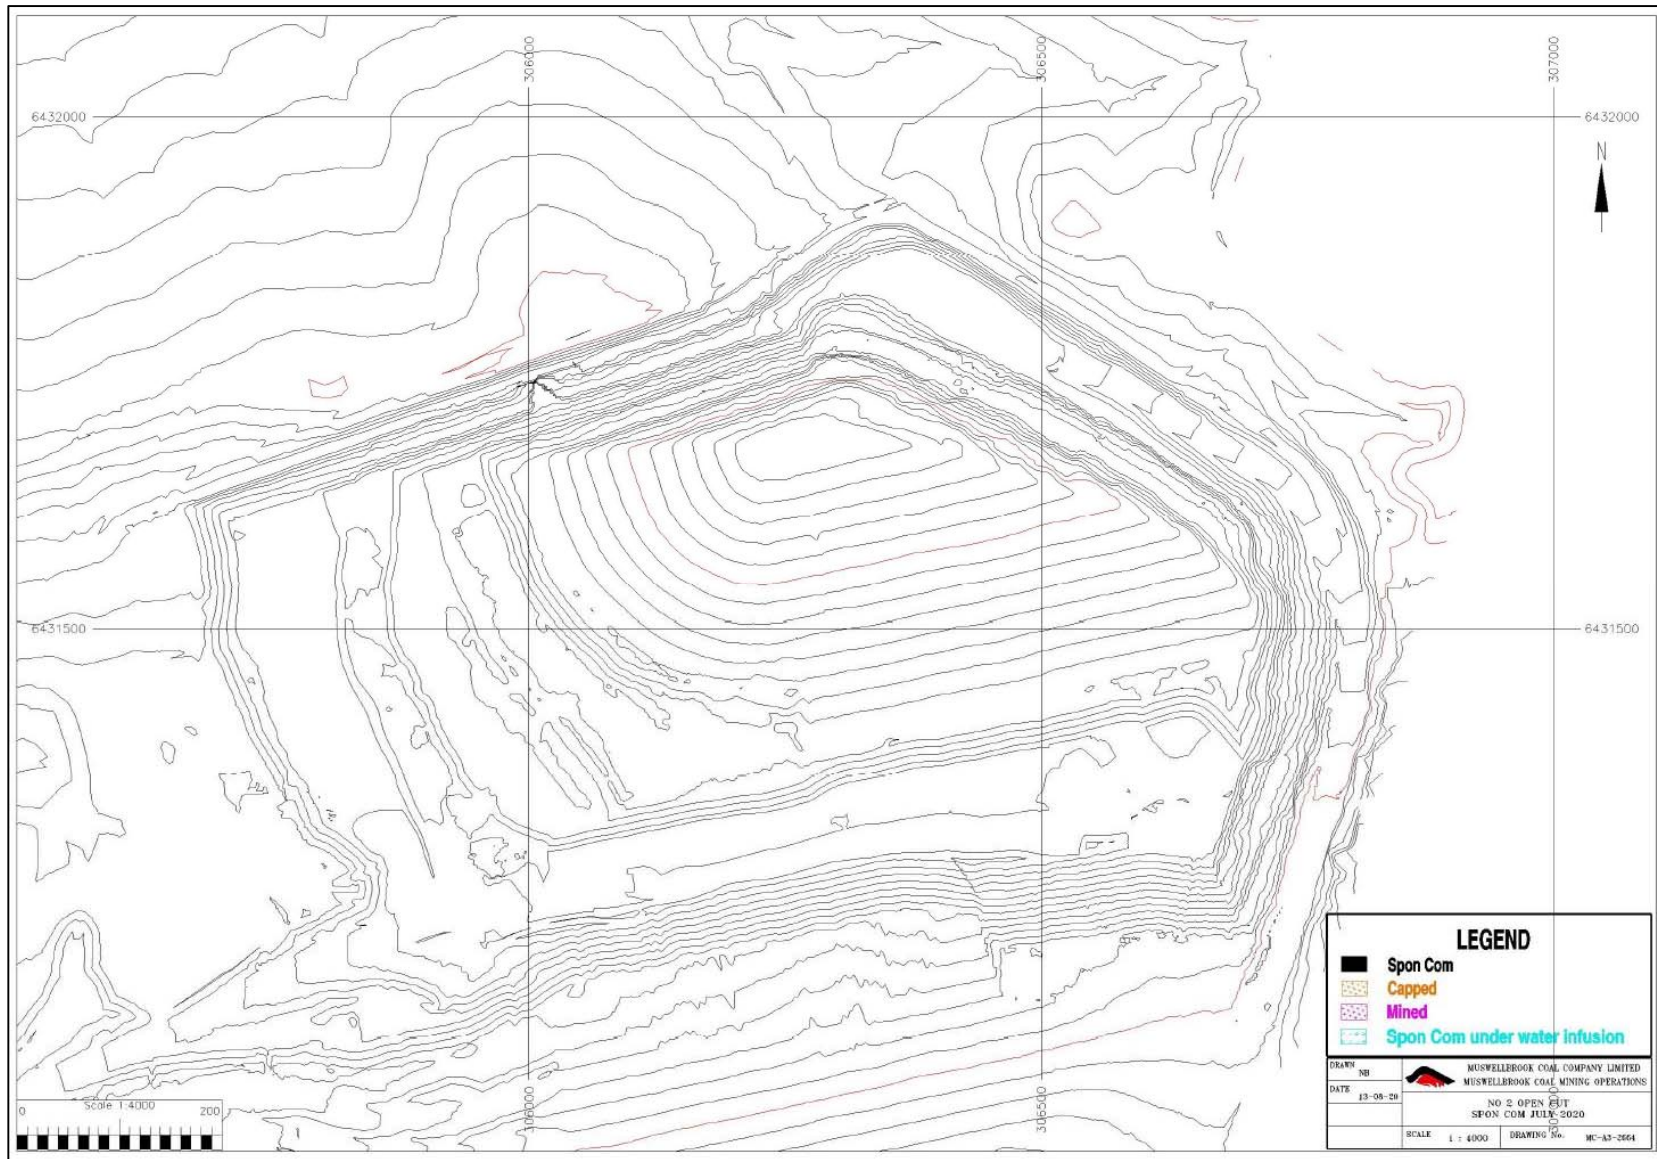 306000
306500
307000
6432000
6432000
N
6431500
6431500
LEGEND
Spon Com
Capped
Mined
Spon Com under water infusion
306000
306500
DRAWN NB
DATE 13-08-20
MUSWELLBROOK COAL COMPANY LIMITED
MUSWELLBROOK COAL MINING OPERATIONS
NO 2 OPEN CUT
SPON COM JULY 2020
SCALE 1 : 4000
DRAWING No. MC-A3-2664
0 Scale 1:4000 200